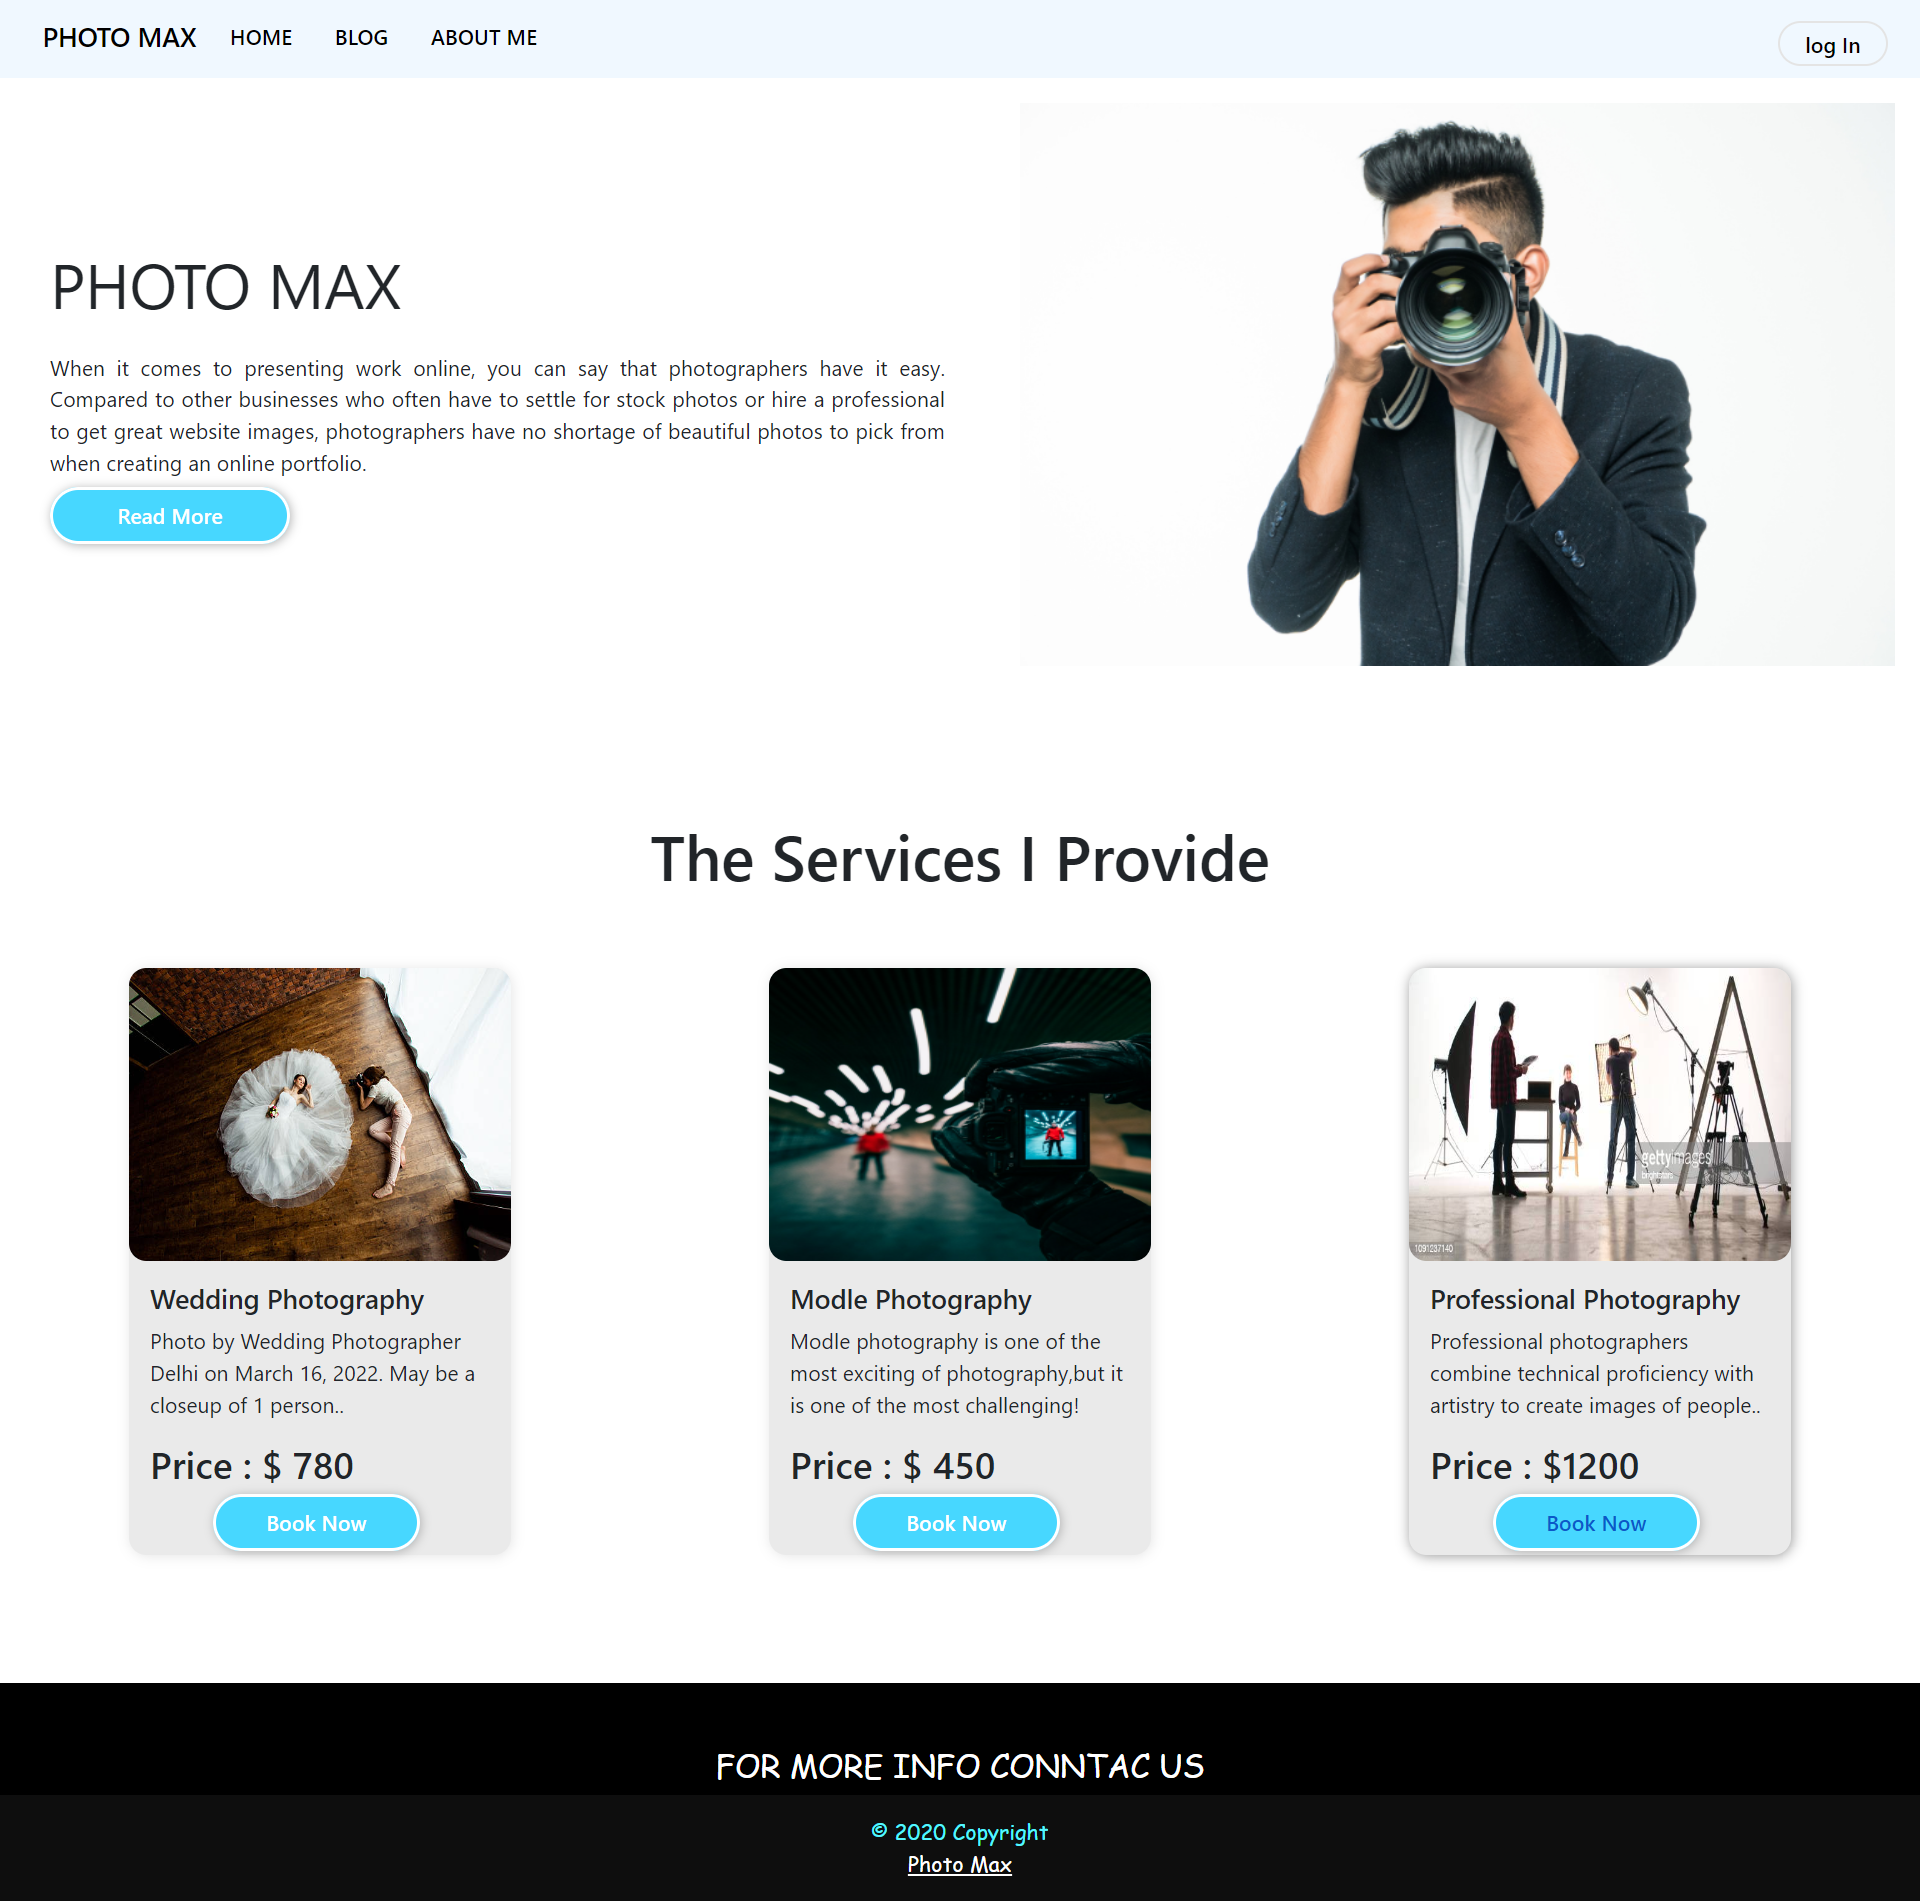 PHOTO MAX HOME BLOG ABOUT ME log In
PHOTO MAX
When it comes to presenting work online, you can say that photographers have it easy.
Compared to other businesses who often have to settle for stock photos or hire a professional
to get great website images, photographers have no shortage of beautiful photos to pick from
when creating an online portfolio.
Read More
The Services I Provide
gettyimages
1091237140
Wedding Photography
Photo by Wedding Photographer
Delhi on March 16, 2022. May be a
closeup of 1 person..
Price : $ 780
Book Now
Modle Photography
Modle photography is one of the
most exciting of photography,but it
is one of the most challenging!
Price : $ 450
Book Now
Professional Photography
Professional photographers
combine technical proficiency with
artistry to create images of people..
Price : $1200
Book Now
FOR MORE INFO CONNTAC US
© 2020 Copyright
Photo Max